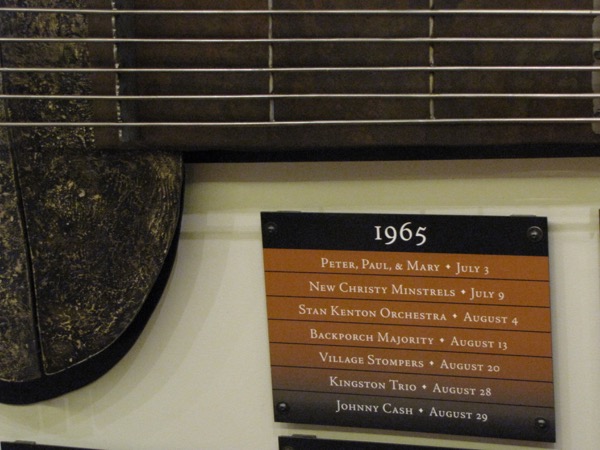 1965
Peter, Paul, & Mary • July 3
New Christy Minstrels • July 9
Stan Kenton Orchestra • August 4
Backporch Majority • August 13
Village Stompers • August 20
Kingston Trio • August 28
Johnny Cash • August 29